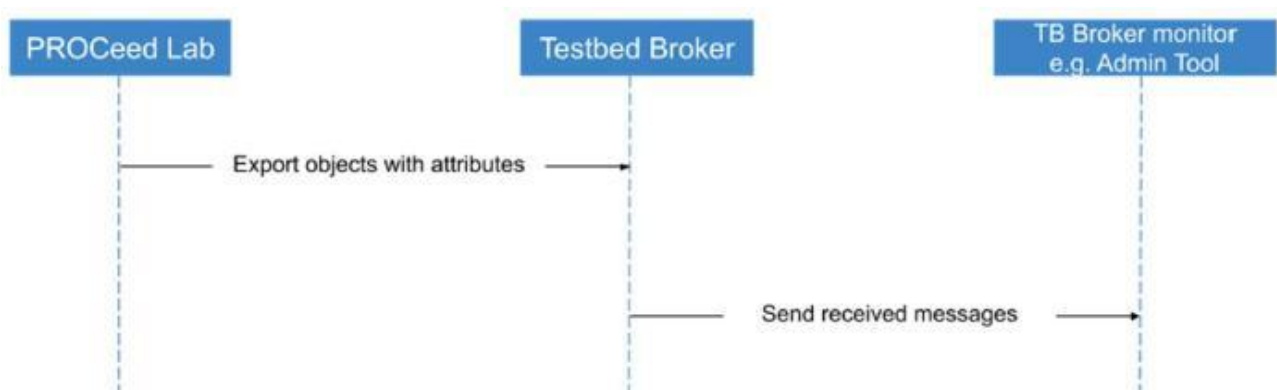 PROCeed Lab
Testbed Broker
TB Broker monitor
e.g. Admin Tool
Export objects with attributes
Send received messages